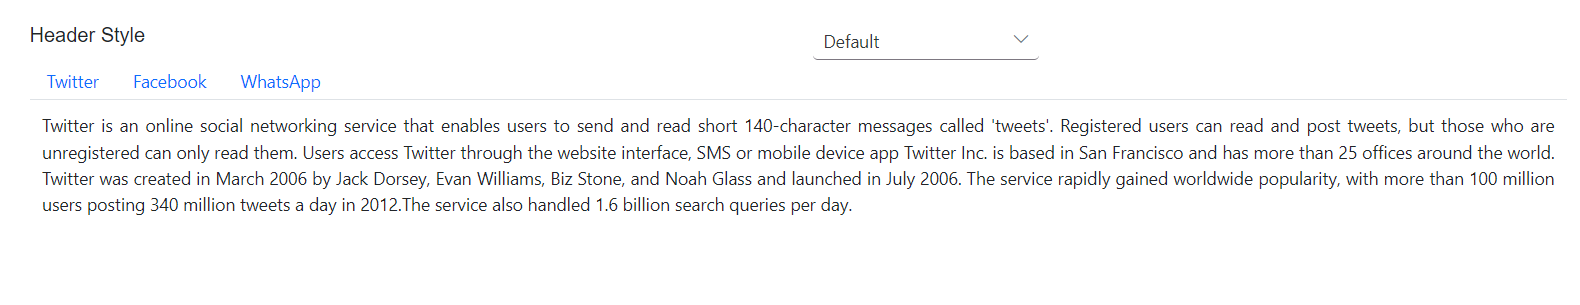 Header Style
Default
Twitter Facebook WhatsApp
Twitter is an online social networking service that enables users to send and read short 140-character messages called 'tweets'. Registered users can read and post tweets, but those who are
unregistered can only read them. Users access Twitter through the website interface, SMS or mobile device app Twitter Inc. is based in San Francisco and has more than 25 offices around the world.
Twitter was created in March 2006 by Jack Dorsey, Evan Williams, Biz Stone, and Noah Glass and launched in July 2006. The service rapidly gained worldwide popularity, with more than 100 million
users posting 340 million tweets a day in 2012.The service also handled 1.6 billion search queries per day.